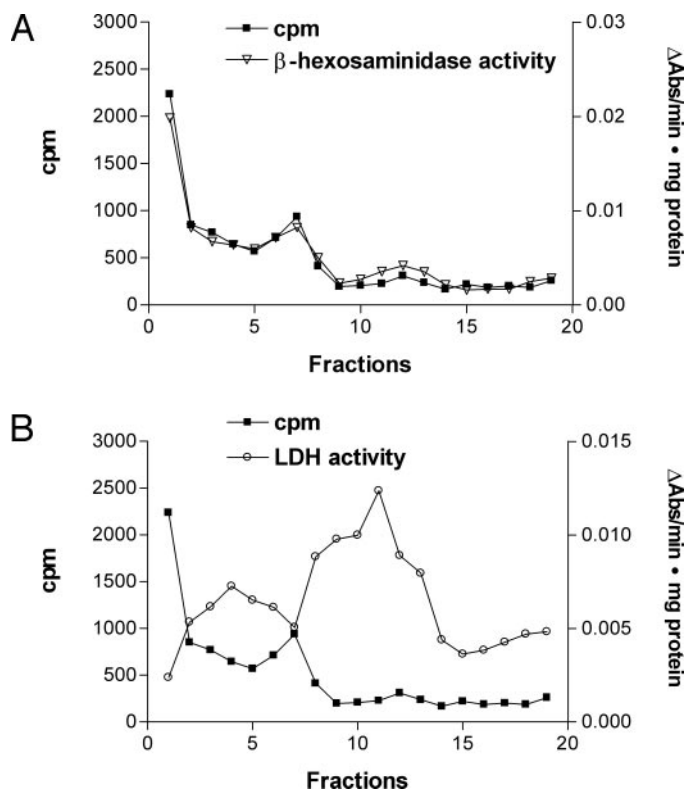 A
cpm
β-hexosaminidase activity
3000
2500
2000
1500
1000
500
0
cpm
0.03
0.02
0.01
0.00
ΔAbs/min • mg protein
0
5
10
15
20
Fractions
B
cpm
LDH activity
3000
2500
2000
1500
1000
500
0
cpm
0.015
0.010
0.005
0.000
ΔAbs/min • mg protein
0
5
10
15
20
Fractions